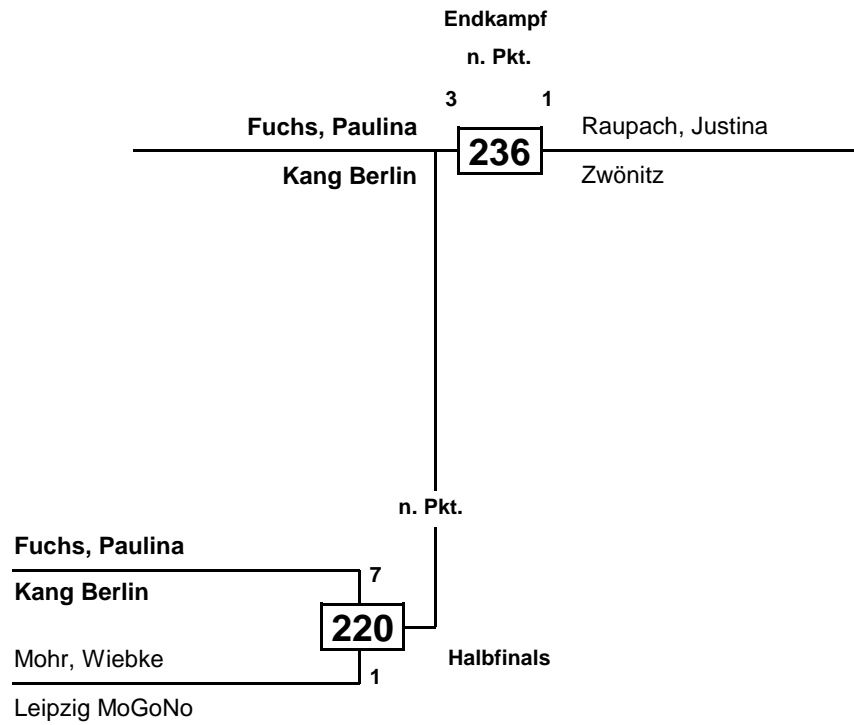 Endkampf
n. Pkt.
3 1
Fuchs, Paulina
Kang Berlin
236
Raupach, Justina
Zwönitz
n. Pkt.
Fuchs, Paulina
Kang Berlin
7
220
Mohr, Wiebke
Leipzig MoGoNo
1
Halbfinals